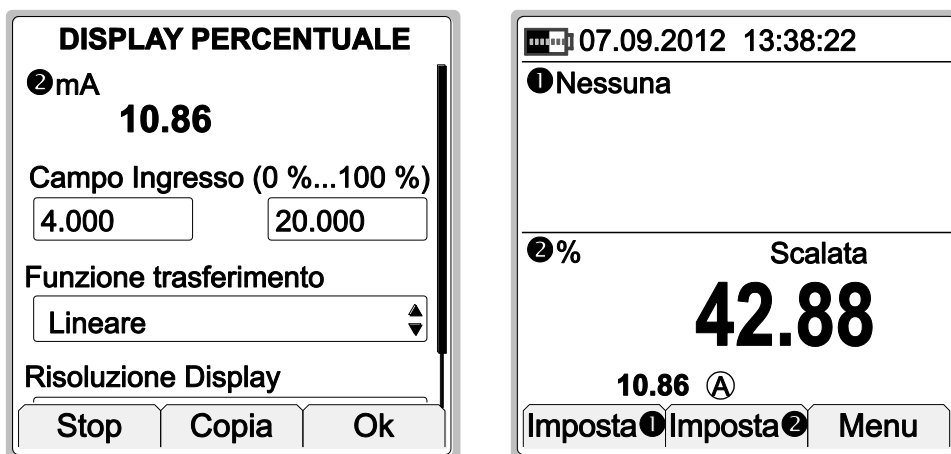 DISPLAY PERCENTUALE
❷mA
10.86
Campo Ingresso (0 %...100 %)
4.000 20.000
Funzione trasferimento
Lineare
Risoluzione Display
Stop Copia Ok
07.09.2012 13:38:22
❶Nessuna
❷% Scalata
42.88
10.86 Ⓐ
Imposta❶ Imposta❷ Menu